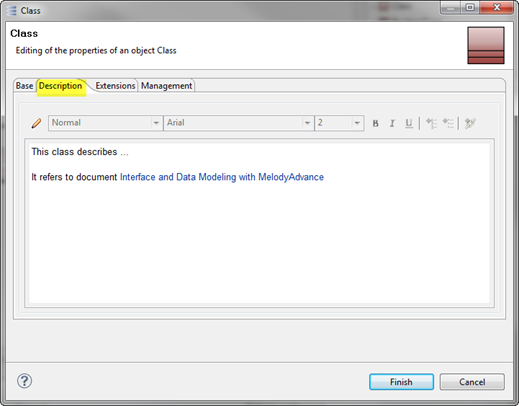 Class
Class
Editing of the properties of an object Class
Base Description Extensions Management
Normal Arial 2 B I U
This class describes ...
It refers to document Interface and Data Modeling with MelodyAdvance
? Finish Cancel